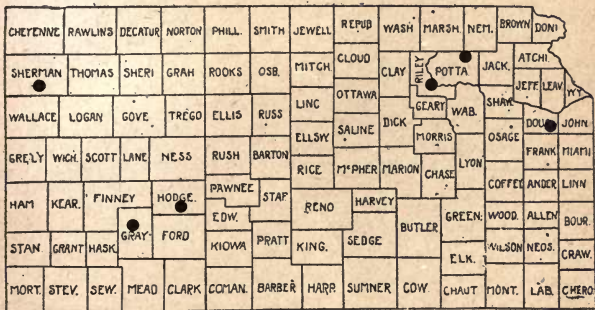 CHEYENNE RAWLINS DECATUR NORTON PHILL. SMITH JEWELL REPUB WASH MARSH. NEM. BROWN DONI
SHERMAN THOMAS SHERI GRAH ROOKS OSB. MITCH. CLOUD CLAY RILEY POTTA JACK. ATCHI.
JEFF. LEAV. WY.
LINC OTTAWA GEARY WAB. SHAW. DOUG JOHN.
WALLACE LOGAN GOVE TREGO ELLIS RUSS ELLSW. SALINE DICK MORRIS OSAGE FRANK MIAMI
GRE'LY WICH. SCOTT LANE NESS RUSH BARTON RICE McPHER MARION CHASE LYON COFFEE ANDER LINN
HAM KEAR. FINNEY HODGE. PAWNEE STAF RENO HARVEY BUTLER GREEN. WOOD. ALLEN BOUR.
STAN GRANT HASK. GRAY- FORD EDW. KIOWA PRATT KING. SEDGE ELK. WILSON NEOS. CRAW.
MORT. STEV. SEW. MEAD CLARK COMAN. BARBER HARP. SUMNER COW. CHAUT MONT. LAB. CHERO.